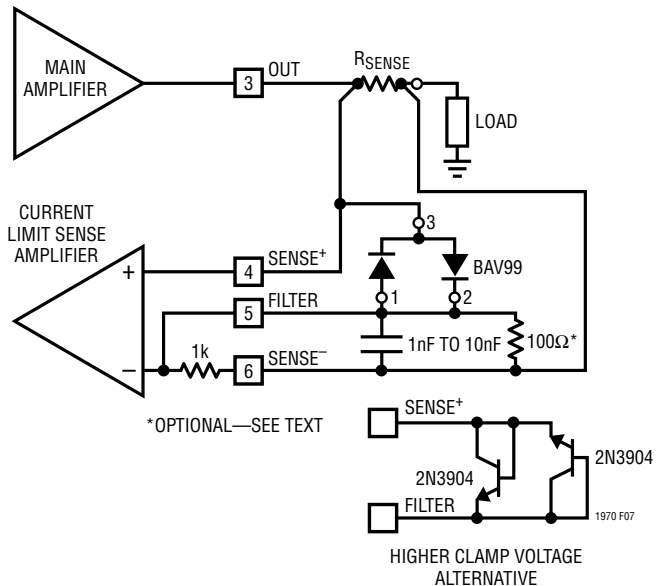 MAIN
AMPLIFIER
3
OUT
RSENSE
LOAD
CURRENT
LIMIT SENSE
AMPLIFIER
+
4
SENSE+
3
BAV99
1
2
5
FILTER
1nF TO 10nF
100Ω*
–
1k
6
SENSE–
*OPTIONAL—SEE TEXT
SENSE+
2N3904
2N3904
FILTER
1970 F07
HIGHER CLAMP VOLTAGE
ALTERNATIVE